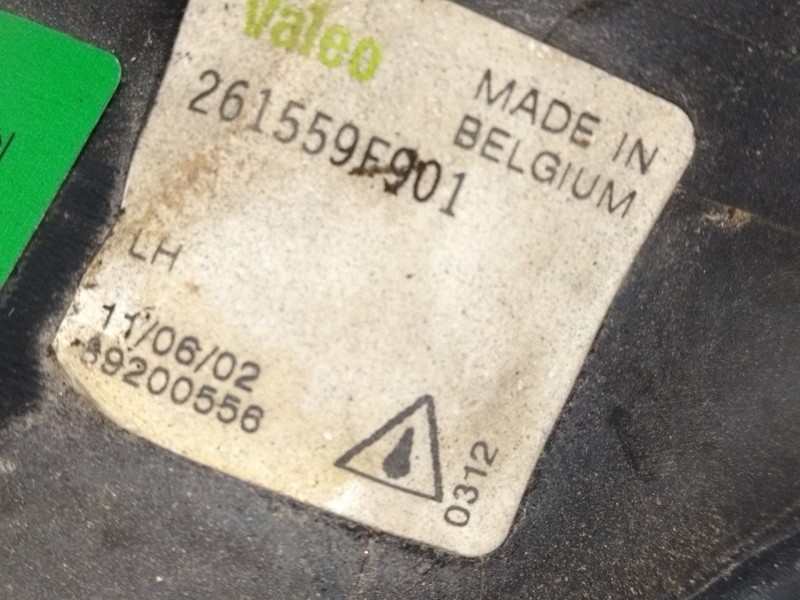 Valeo
MADE IN
BELGIUM
261559F901
LH
11/06/02
89200556
0312